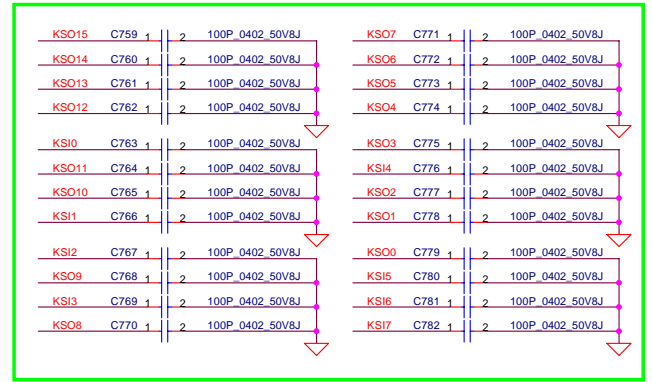 KSO15 C759 1 2 100P_0402_50V8J
KSO14 C760 1 2 100P_0402_50V8J
KSO13 C761 1 2 100P_0402_50V8J
KSO12 C762 1 2 100P_0402_50V8J
KSI0 C763 1 2 100P_0402_50V8J
KSO11 C764 1 2 100P_0402_50V8J
KSO10 C765 1 2 100P_0402_50V8J
KSI1 C766 1 2 100P_0402_50V8J
KSI2 C767 1 2 100P_0402_50V8J
KSO9 C768 1 2 100P_0402_50V8J
KSI3 C769 1 2 100P_0402_50V8J
KSO8 C770 1 2 100P_0402_50V8J
KSO7 C771 1 2 100P_0402_50V8J
KSO6 C772 1 2 100P_0402_50V8J
KSO5 C773 1 2 100P_0402_50V8J
KSO4 C774 1 2 100P_0402_50V8J
KSO3 C775 1 2 100P_0402_50V8J
KSI4 C776 1 2 100P_0402_50V8J
KSO2 C777 1 2 100P_0402_50V8J
KSO1 C778 1 2 100P_0402_50V8J
KSO0 C779 1 2 100P_0402_50V8J
KSI5 C780 1 2 100P_0402_50V8J
KSI6 C781 1 2 100P_0402_50V8J
KSI7 C782 1 2 100P_0402_50V8J